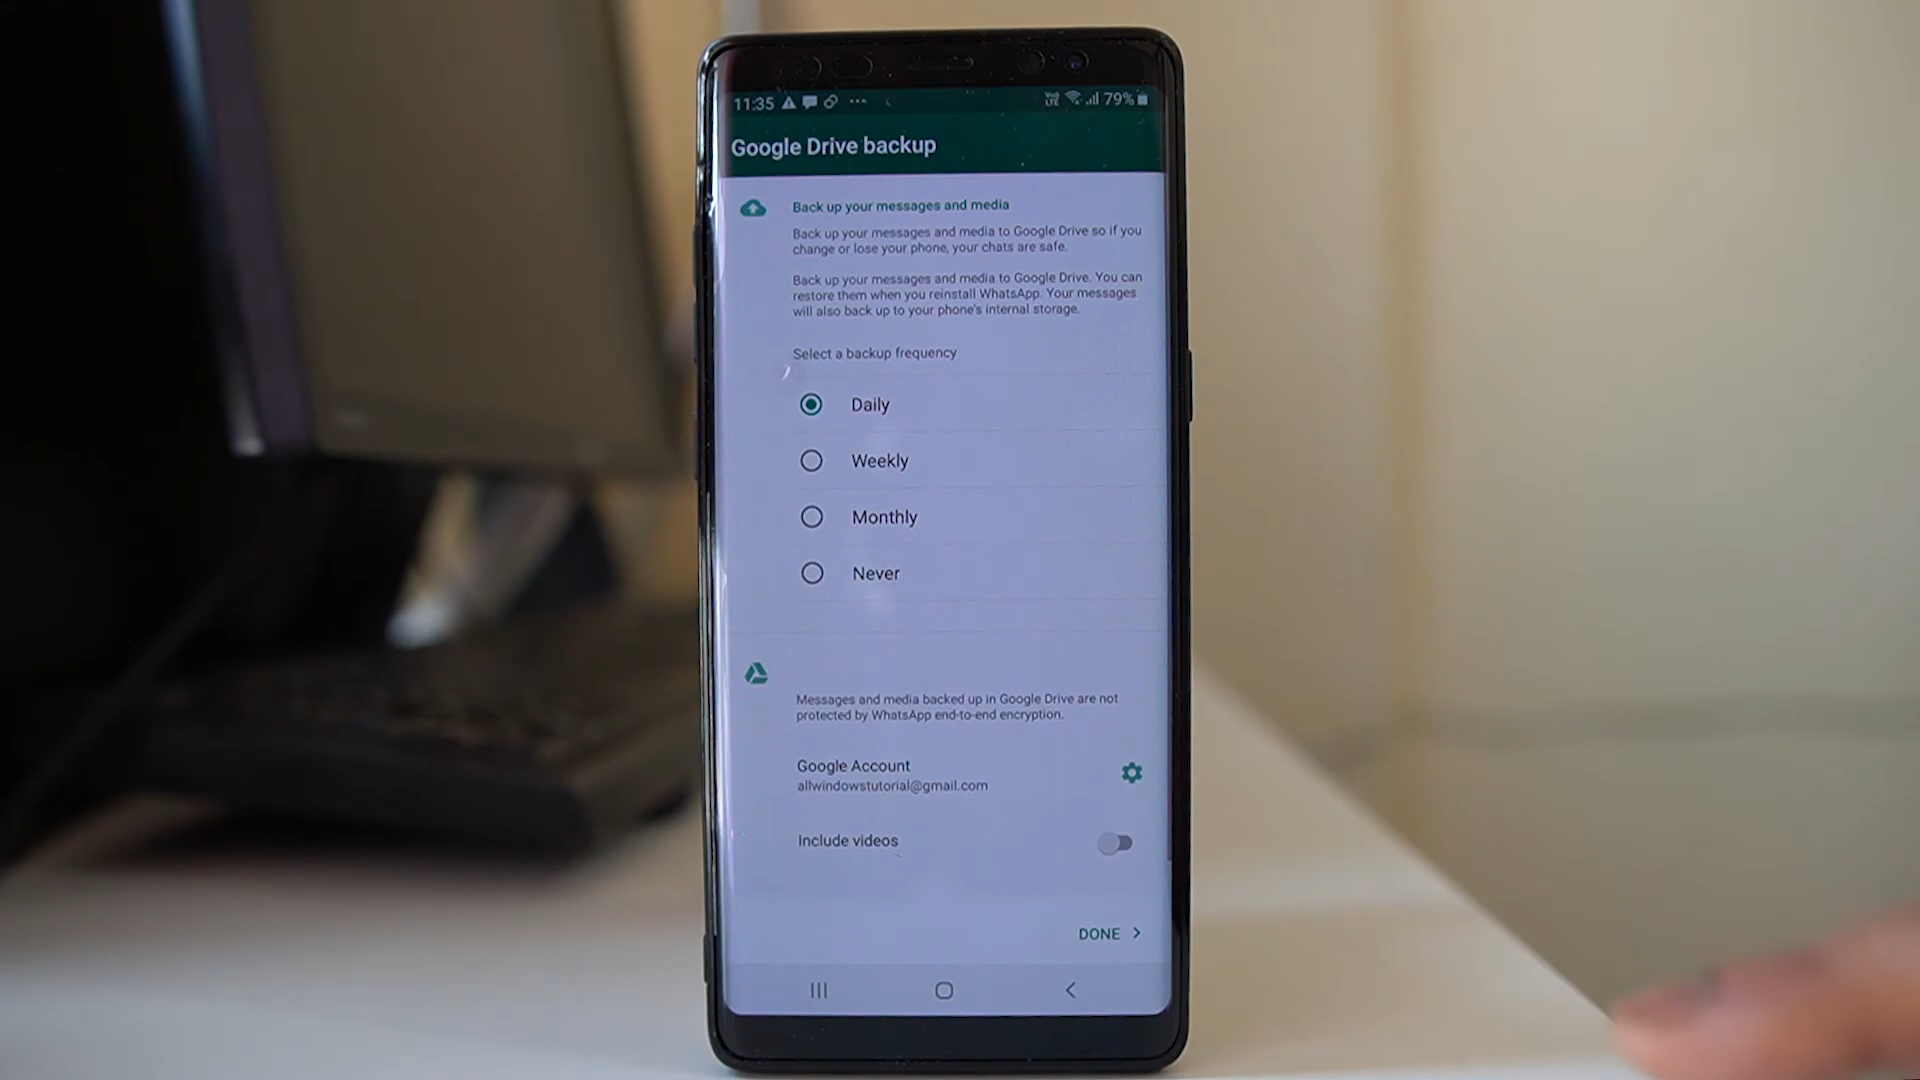 11:35
VoLTE 79%
Google Drive backup
Back up your messages and media
Back up your messages and media to Google Drive so if you
change or lose your phone, your chats are safe.
Back up your messages and media to Google Drive. You can
restore them when you reinstall WhatsApp. Your messages
will also back up to your phone's internal storage.
Select a backup frequency
Daily
Weekly
Monthly
Never
Messages and media backed up in Google Drive are not
protected by WhatsApp end-to-end encryption.
Google Account
allwindowstutorial@gmail.com
Include videos
DONE